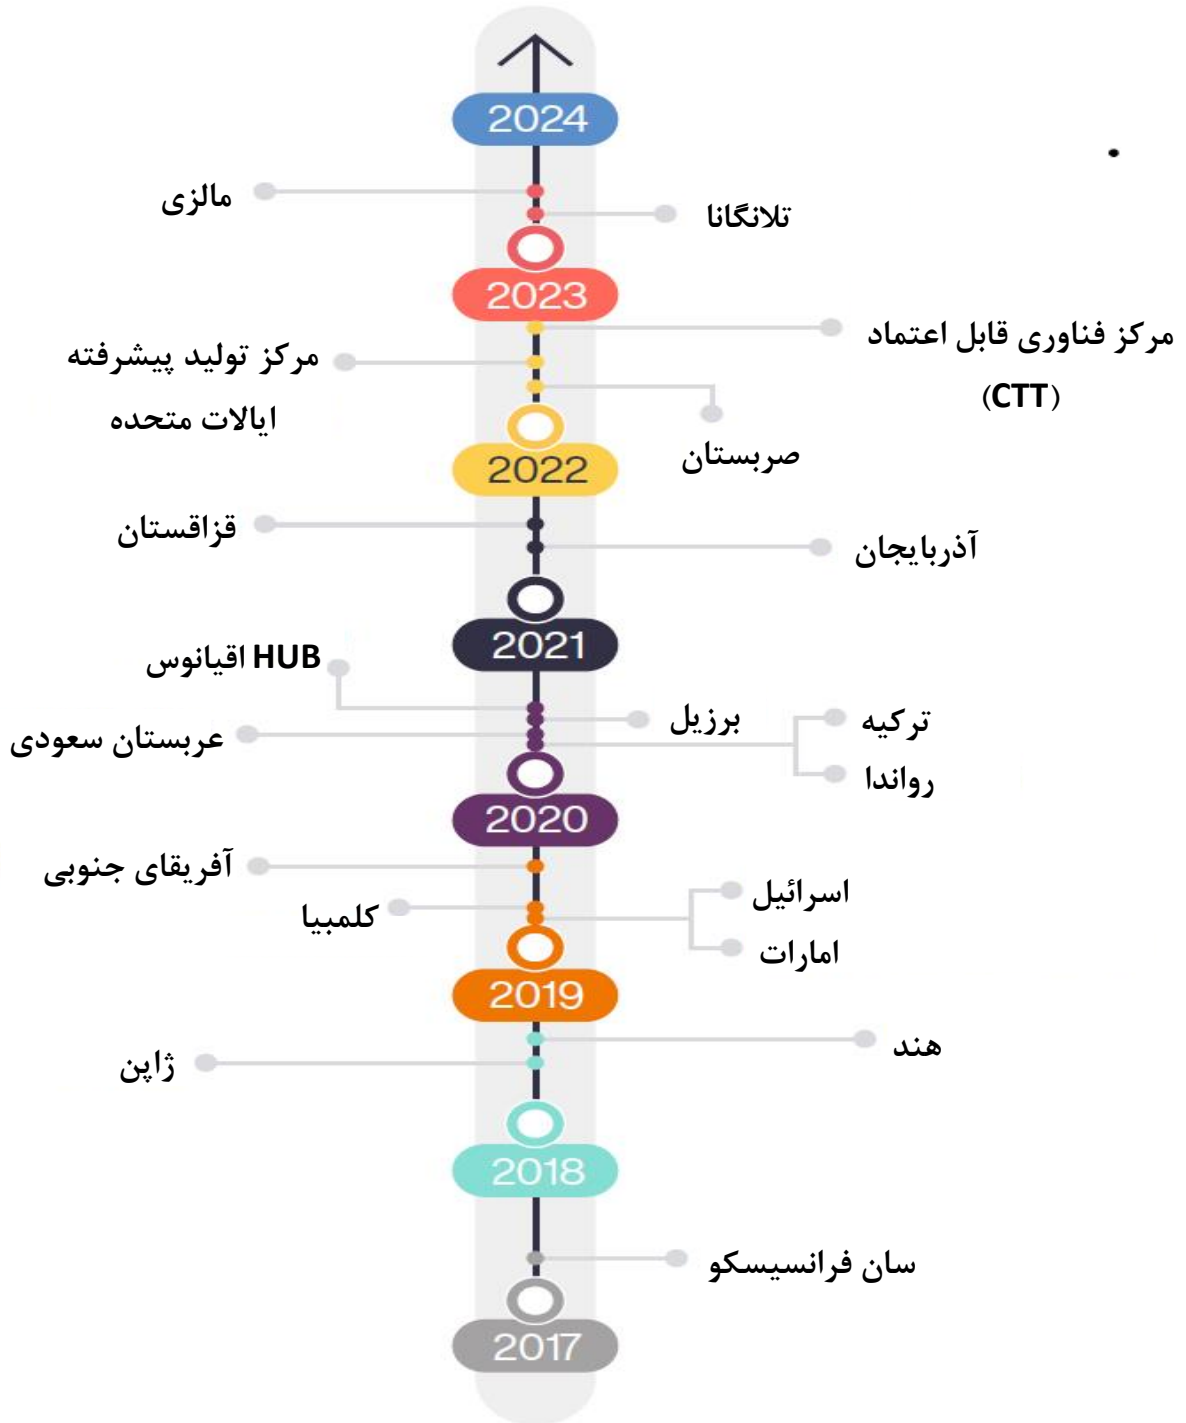 2024
مالزی
تلانگانا
2023
مرکز فناوری قابل اعتماد
(CTT)
مرکز تولید پیشرفته
ایالات متحده
صربستان
2022
قزاقستان
آذربایجان
2021
HUB اقیانوس
برزیل
ترکیه
عربستان سعودی
رواندا
2020
آفریقای جنوبی
اسرائیل
کلمبیا
امارات
2019
هند
ژاپن
2018
سان فرانسیسکو
2017